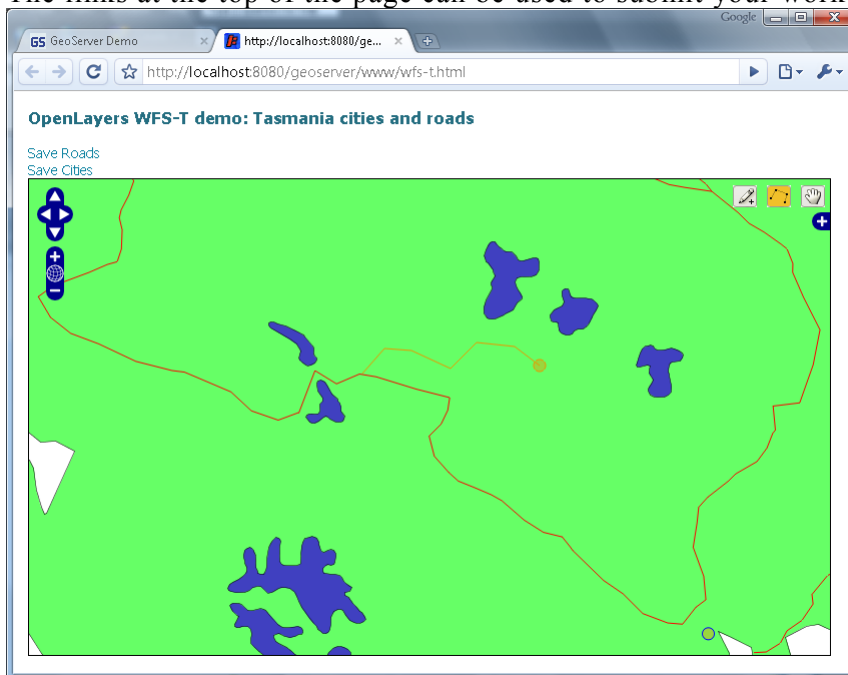 The links at the top of the page can be used to submit your work
Google
GS GeoServer Demo
http://localhost:8080/ge...
http://localhost:8080/geoserver/www/wfs-t.html
OpenLayers WFS-T demo: Tasmania cities and roads
Save Roads
Save Cities